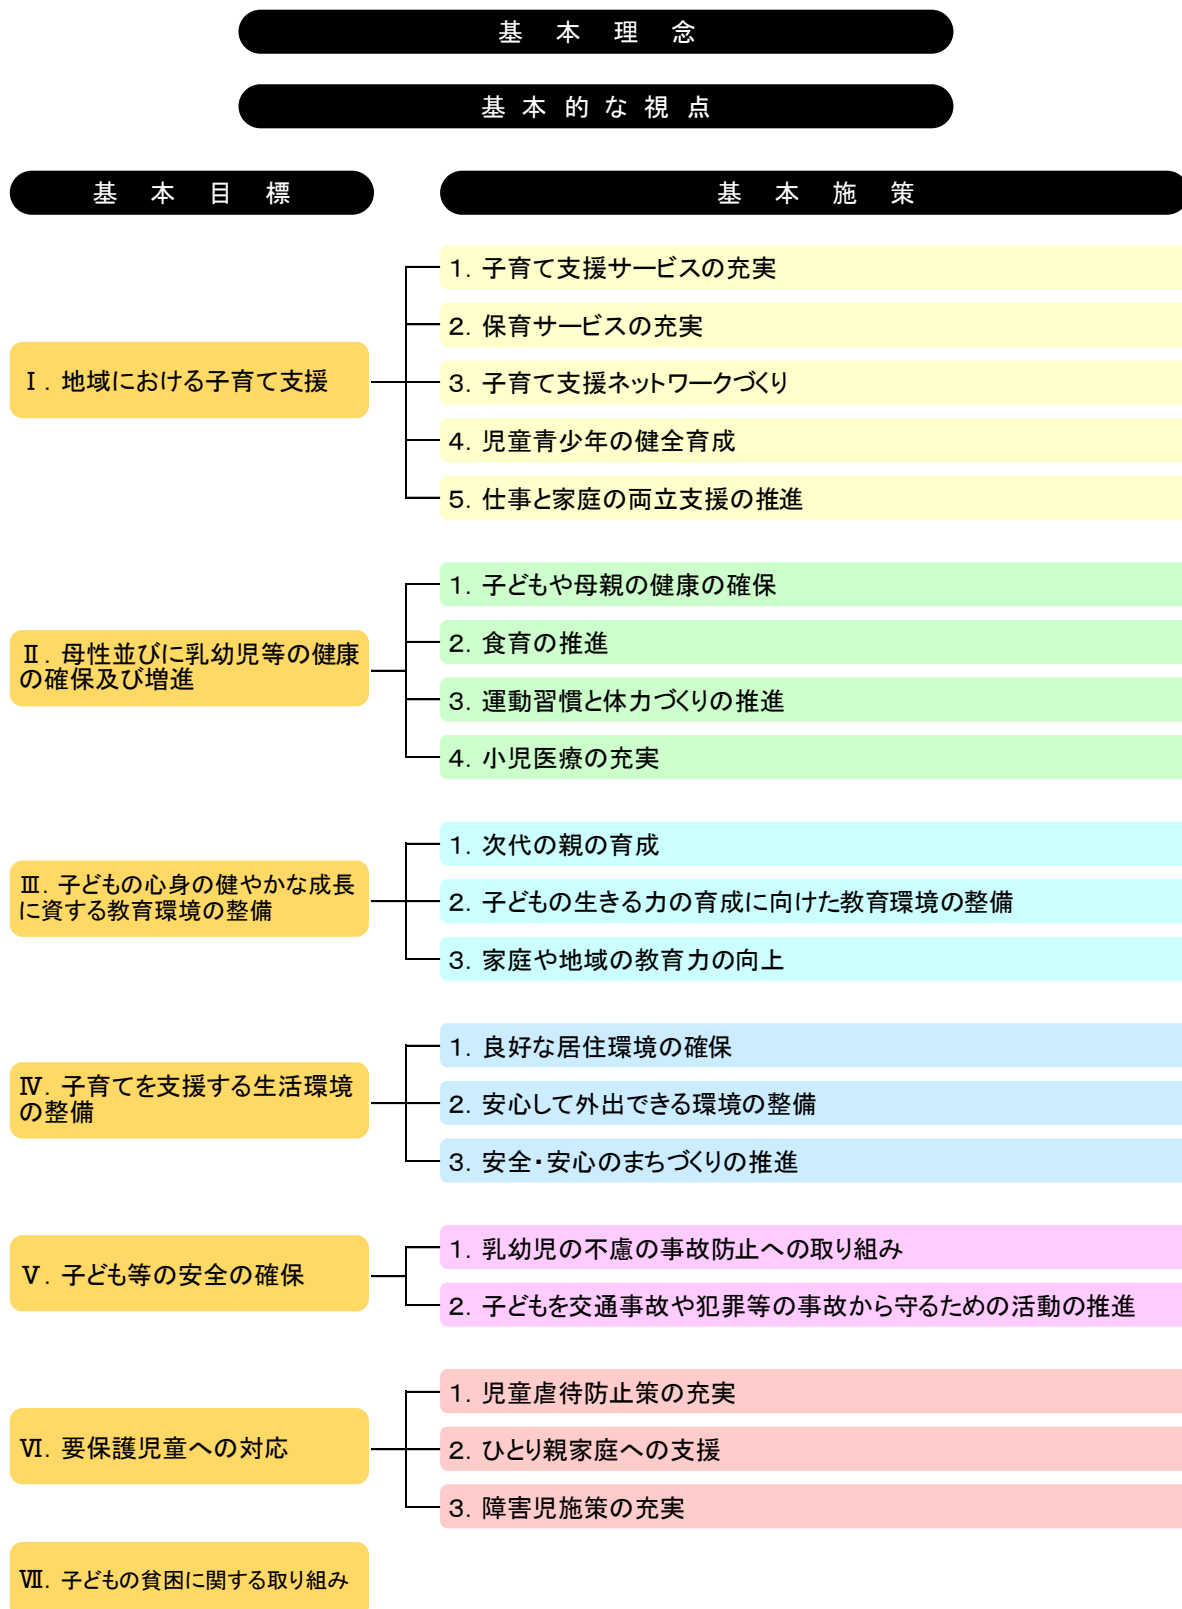 基本理念
基本的な視点
基本目標
基本施策
Ⅰ．地域における子育て支援
1．子育て支援サービスの充実
2．保育サービスの充実
3．子育て支援ネットワークづくり
4．児童青少年の健全育成
5．仕事と家庭の両立支援の推進
Ⅱ．母性並びに乳幼児等の健康
の確保及び増進
1．子どもや母親の健康の確保
2．食育の推進
3．運動習慣と体力づくりの推進
4．小児医療の充実
Ⅲ．子どもの心身の健やかな成長
に資する教育環境の整備
1．次代の親の育成
2．子どもの生きる力の育成に向けた教育環境の整備
3．家庭や地域の教育力の向上
Ⅳ．子育てを支援する生活環境
の整備
1．良好な居住環境の確保
2．安心して外出できる環境の整備
3．安全・安心のまちづくりの推進
Ⅴ．子ども等の安全の確保
1．乳幼児の不慮の事故防止への取り組み
2．子どもを交通事故や犯罪等の事故から守るための活動の推進
Ⅵ．要保護児童への対応
1．児童虐待防止策の充実
2．ひとり親家庭への支援
3．障害児施策の充実
Ⅶ．子どもの貧困に関する取り組み